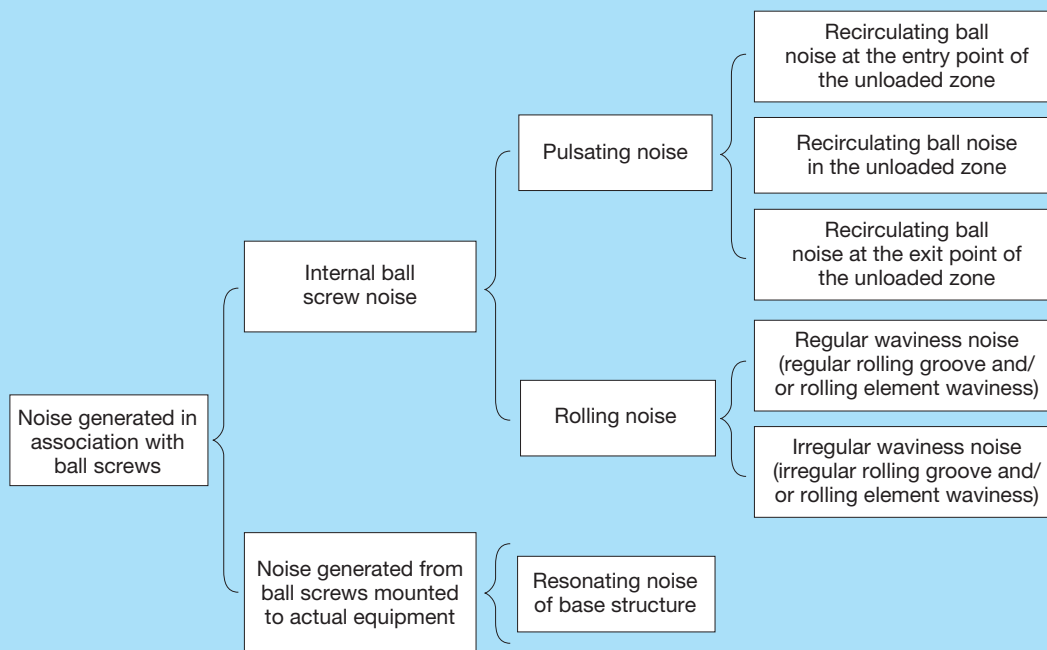 Noise generated in
association with
ball screws
Internal ball
screw noise
Pulsating noise
Recirculating ball
noise at the entry point of
the unloaded zone
Recirculating ball noise
in the unloaded zone
Recirculating ball
noise at the exit point of
the unloaded zone
Rolling noise
Regular waviness noise
(regular rolling groove and/
or rolling element waviness)
Irregular waviness noise
(irregular rolling groove and/
or rolling element waviness)
Noise generated from
ball screws mounted
to actual equipment
Resonating noise
of base structure